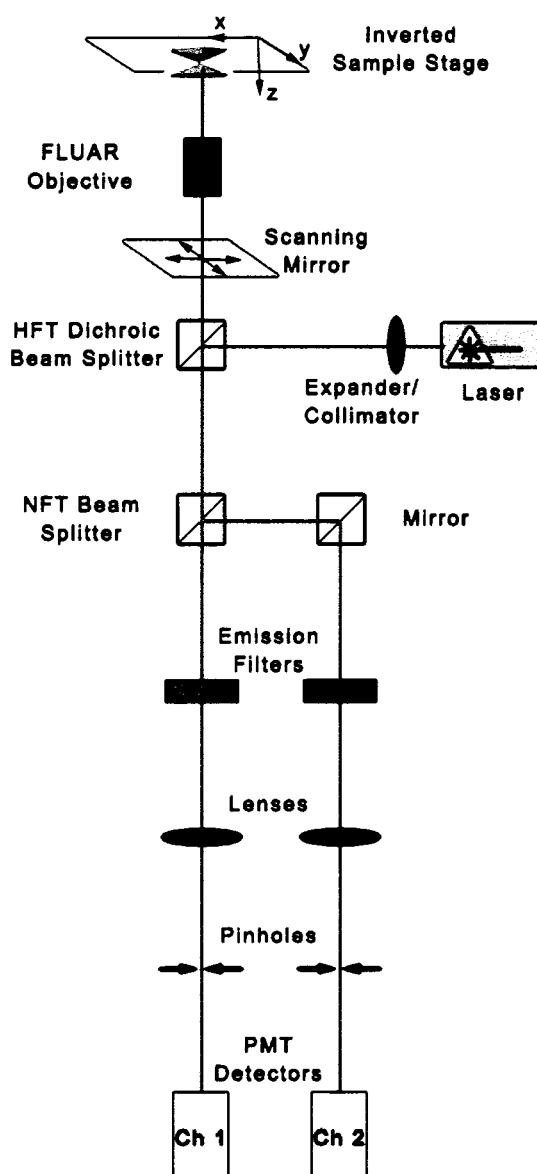 x
y
z
Inverted
Sample Stage
FLUAR
Objective
Scanning
Mirror
HFT Dichroic
Beam Splitter
Expander/
Collimator
Laser
NFT Beam
Splitter
Mirror
Emission
Filters
Lenses
Pinholes
PMT
Detectors
Ch 1
Ch 2